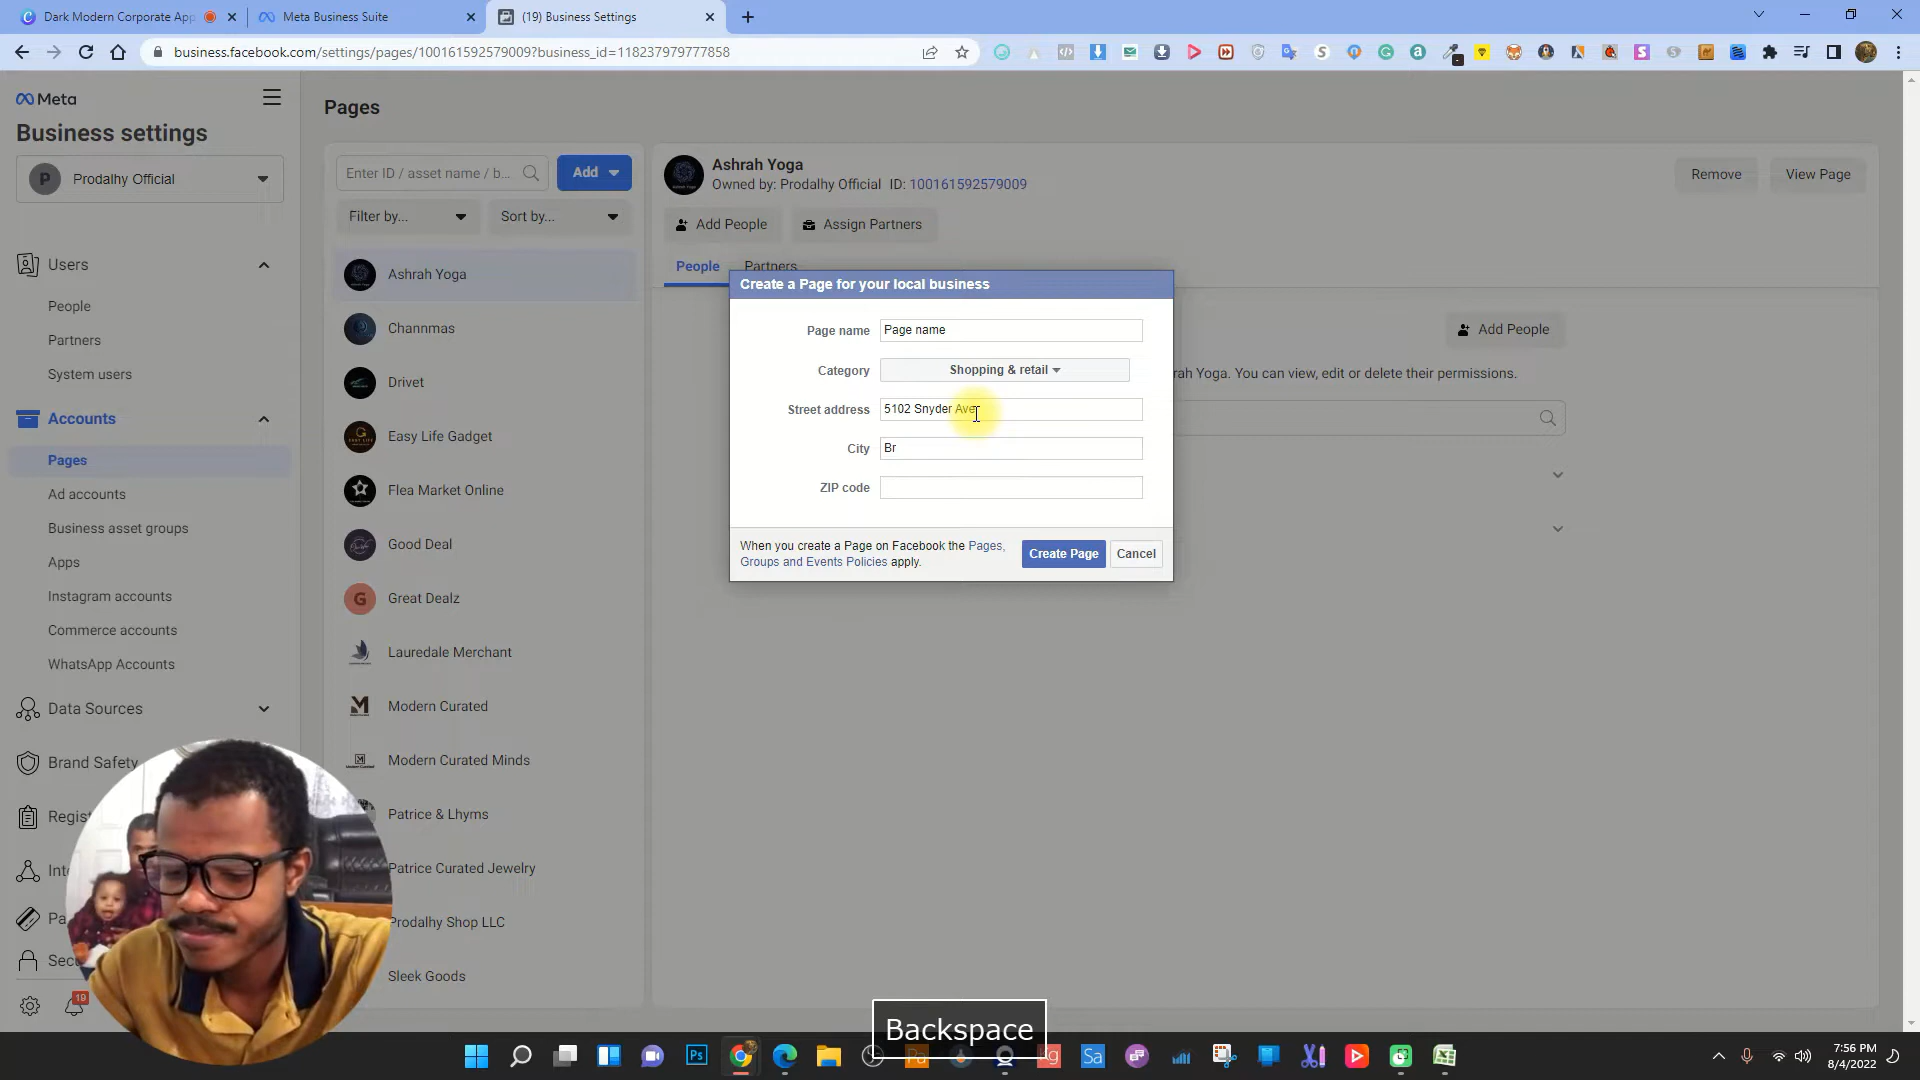 Dark Modern Corporate App
Meta Business Suite
(19) Business Settings
business.facebook.com/settings/pages/100161592579009?business_id=118237979777858
Meta
Business settings
P
Prodalhy Official
Users
People
Partners
System users
Accounts
Pages
Ad accounts
Business asset groups
Apps
Instagram accounts
Commerce accounts
WhatsApp Accounts
Data Sources
Brand Safety
19
Pages
Enter ID / asset name / b...
Add
Filter by...
Sort by...
Ashrah Yoga
Channmas
Drivet
Easy Life Gadget
Flea Market Online
Good Deal
G
Great Dealz
Lauredale Merchant
Modern Curated
Modern Curated Minds
Patrice & Lhyms
Patrice Curated Jewelry
Prodalhy Shop LLC
Sleek Goods
Ashrah Yoga
Owned by: Prodalhy Official ID: 100161592579009
Remove
View Page
Add People
Assign Partners
People
Partners
Add People
rah Yoga. You can view, edit or delete their permissions.
Create a Page for your local business
Page name
Page name
Category
Shopping & retail
Street address
5102 Snyder Ave
City
Br
ZIP code
When you create a Page on Facebook the Pages,
Groups and Events Policies apply.
Create Page
Cancel
Backspace
Ps
Sa
7:56 PM
8/4/2022